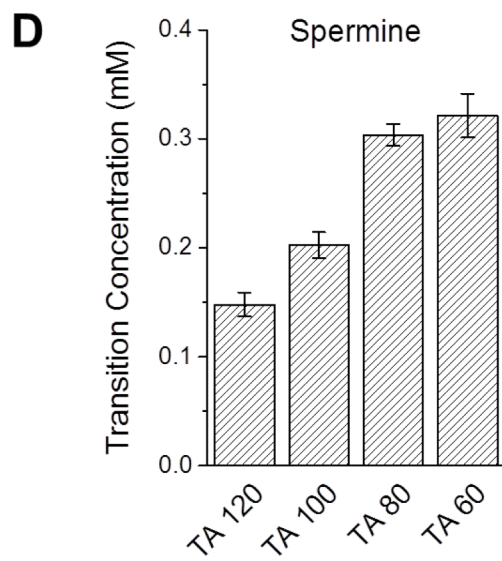 D
Spermine
Transition Concentration (mM)
0.4
0.3
0.2
0.1
0.0
TA 120
TA 100
TA 80
TA 60